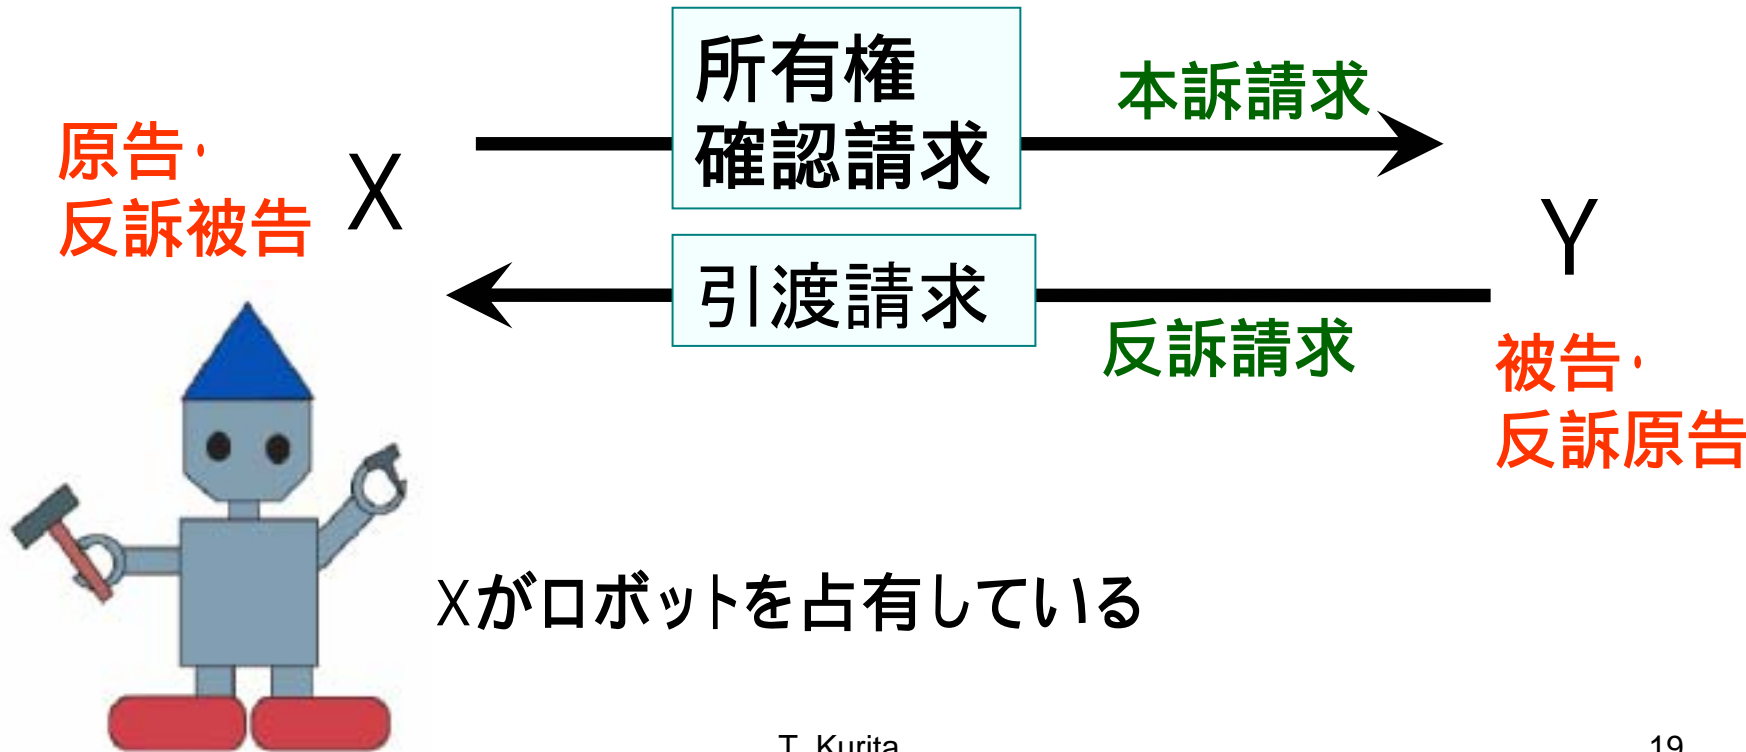 所有権
確認請求
本訴請求
原告・
反訴被告
X
Y
引渡請求
反訴請求
被告・
反訴原告
Xがロボットを占有している
T. Kurita
19